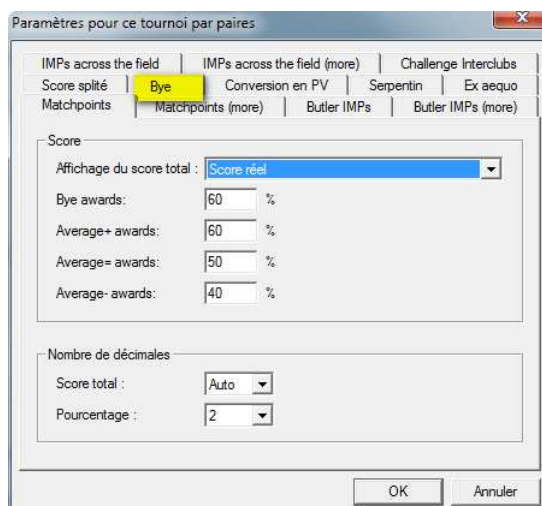 Paramètres pour ce tournoi par paires
IMPs across the field IMPs across the field (more) Challenge Interclubs
Score splité Bye Conversion en PV Serpentin Ex aequo
Matchpoints Matchpoints (more) Butler IMPs Butler IMPs (more)
Score
Affichage du score total : Score réel
Bye awards: 60 %
Average+ awards: 60 %
Average= awards: 50 %
Average- awards: 40 %
Nombre de décimales
Score total : Auto
Pourcentage : 2
OK Annuler